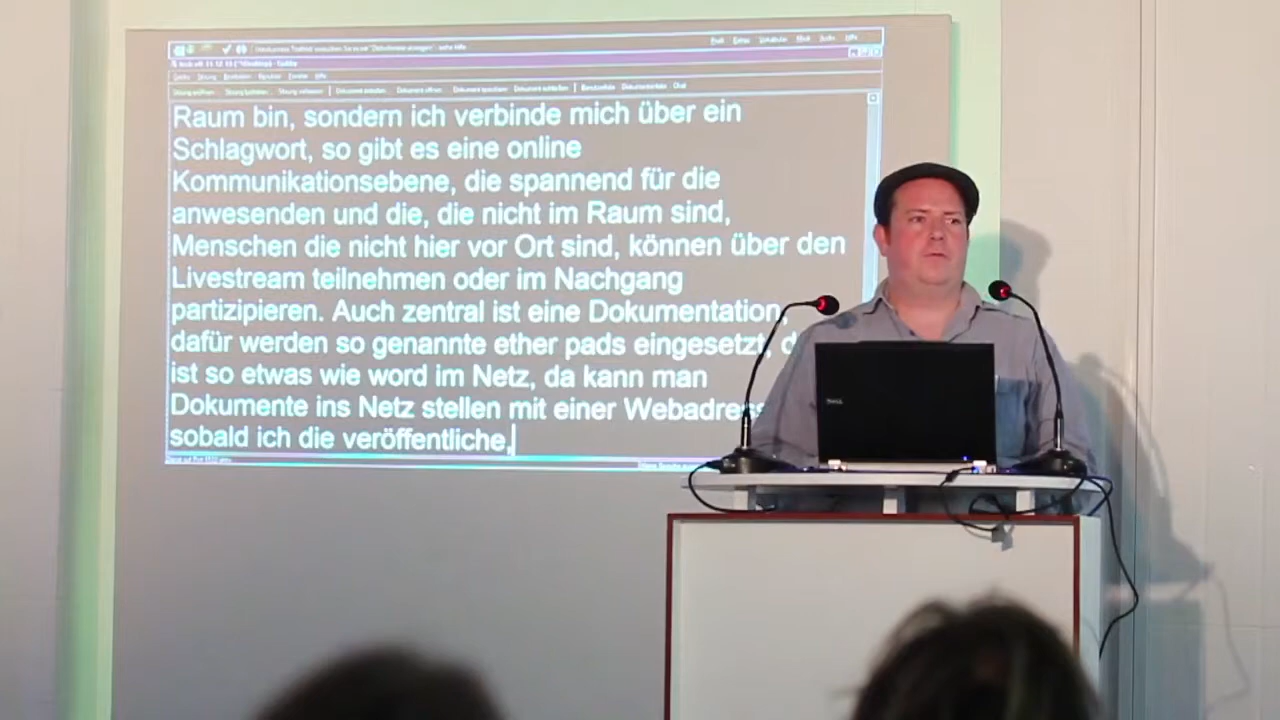 Raum bin, sondern ich verbinde mich über ein
Schlagwort, so gibt es eine online
Kommunikationsebene, die spannend für die
anwesenden und die, die nicht im Raum sind,
Menschen die nicht hier vor Ort sind, können über den
Livestream teilnehmen oder im Nachgang
partizipieren. Auch zentral ist eine Dokumentation,
dafür werden so genannte ether pads eingesetzt,
ist so etwas wie word im Netz, da kann man
Dokumente ins Netz stellen mit einer
sobald ich die veröffentliche,
DELL